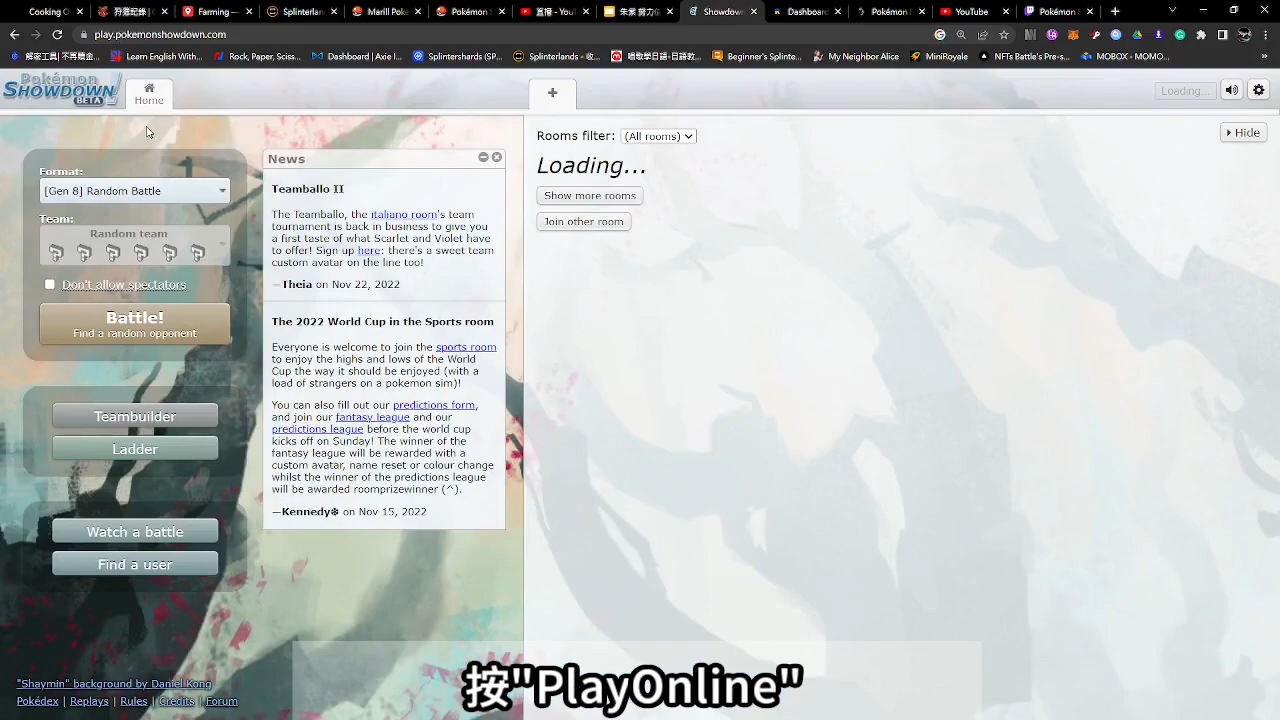 Cooking
Farming –
Splinterlan
Marill Poké
Pokémon
直播 - You
Showdow
Dashboard
Pokémon
YouTube
Pokémon
play.pokemonshowdown.com
Learn English With...
Rock, Paper, Sciss...
Dashboard | Axe I...
Splintershards (SP...
Splinterlands - 收...
Beginner's Splinte...
My Neighbor Alice
MiniRoyale
NFTs Battle's Pre-s...
MOBOX - MOMO...
Pokémon
SHOWDOWN!
BETA
Home
+
Loading...
Format:
[Gen 8] Random Battle
Team:
Random team
Don't allow spectators
Battle!
Find a random opponent
Teambuilder
Ladder
Watch a battle
Find a user
News
Teamballo II
The Teamballo, the italiano room's team
tournament is back in business to give you
a first taste of what Scarlet and Violet have
to offer! Sign up here: there's a sweet team
custom avatar on the line too!
—Theia on Nov 22, 2022
The 2022 World Cup in the Sports room
Everyone is welcome to join the sports room
to enjoy the highs and lows of the World
Cup the way it should be enjoyed (with a
load of strangers on a pokemon sim)!
You can also fill out our predictions form,
and join our fantasy league and our
predictions league before the world cup
kicks off on Sunday! The winner of the
fantasy league will be rewarded with a
custom avatar, name reset or colour change
whilst the winner of the predictions league
will be awarded roomprizewinner (^).
—Kennedy❄ on Nov 15, 2022
Rooms filter: (All rooms)
Hide
Loading...
Show more rooms
Join other room
"Shaymin" background by Daniel Kong
Pokédex | Replays | Rules | Credits | Forum
按"PlayOnline"